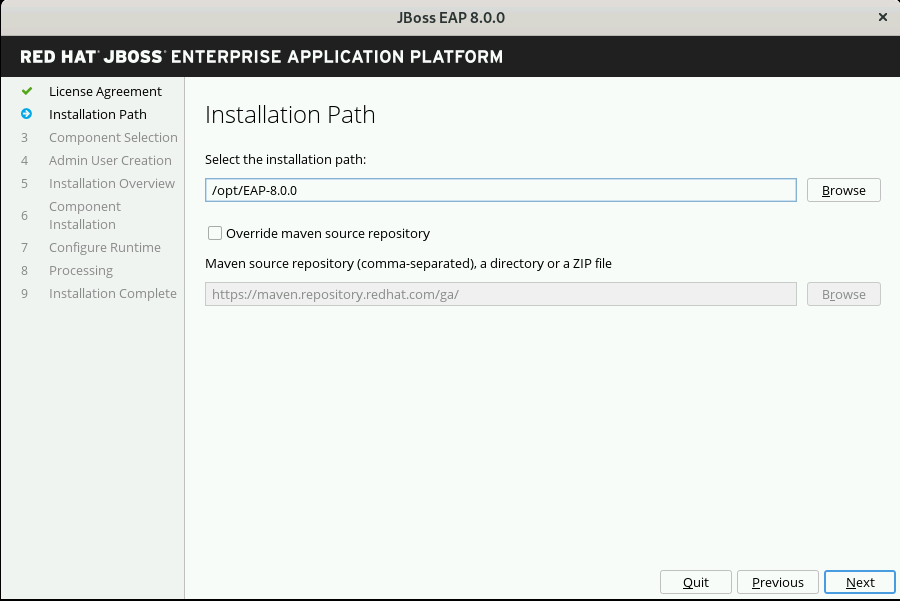 JBoss EAP 8.0.0
×
RED HAT® JBOSS® ENTERPRISE APPLICATION PLATFORM
License Agreement
Installation Path
3 Component Selection
4 Admin User Creation
5 Installation Overview
6 Component
Installation
7 Configure Runtime
8 Processing
9 Installation Complete
Installation Path
Select the installation path:
/opt/EAP-8.0.0 Browse
Override maven source repository
Maven source repository (comma-separated), a directory or a ZIP file
https://maven.repository.redhat.com/ga/ Browse
Quit Previous Next